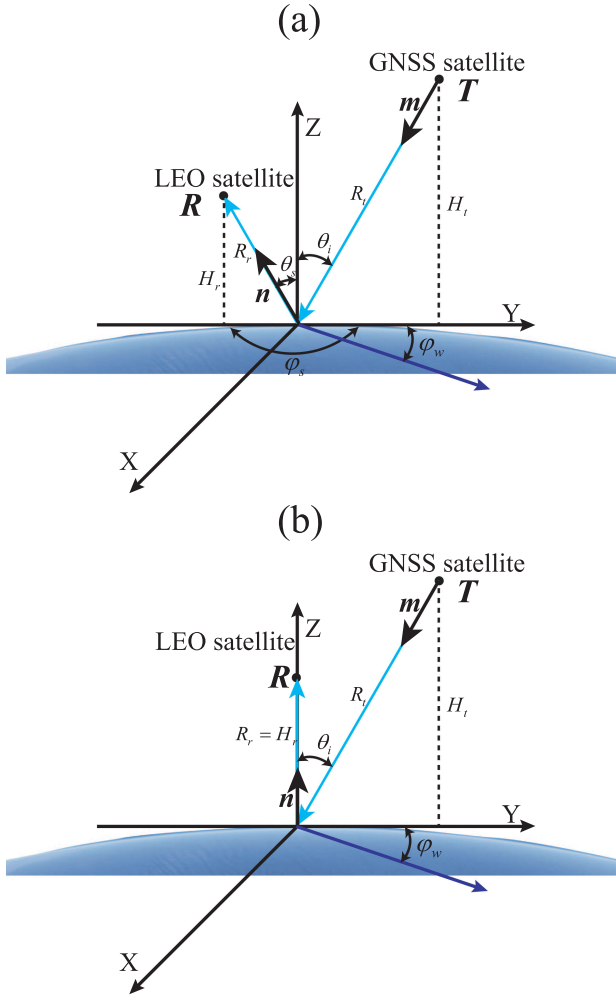 (a)
GNSS satellite
T
m
Z
LEO satellite
R
R_t
H_t
θ_i
R_r
θ_s
H_r
n
Y
φ_w
φ_s
X
(b)
GNSS satellite
T
m
Z
LEO satellite
R
R_t
H_t
R_r = H_r
θ_i
n
Y
φ_w
X